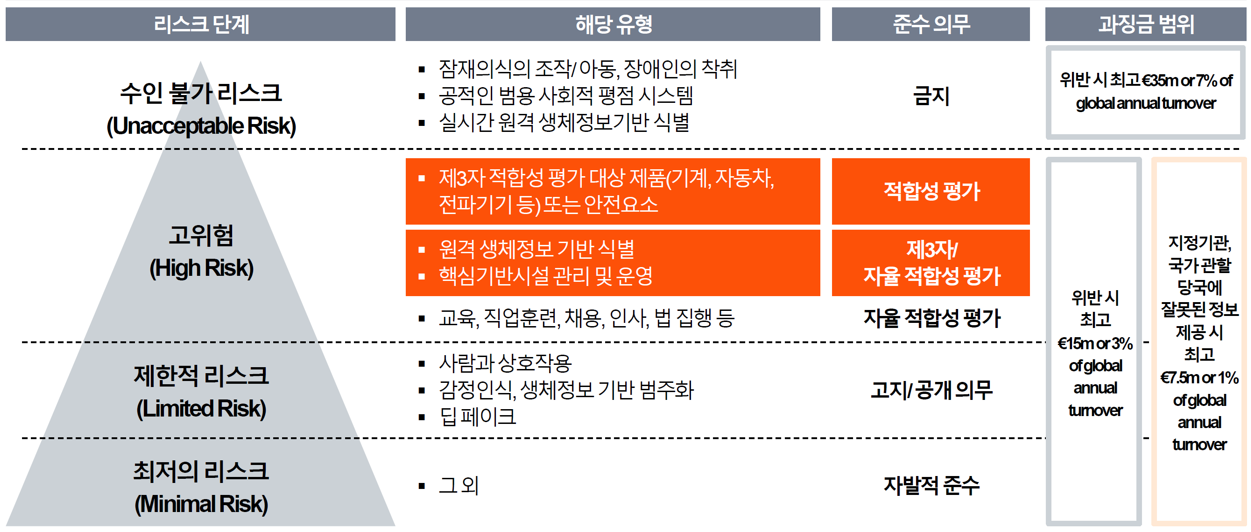 리스크 단계
해당 유형
준수 의무
과징금 범위
수인 불가 리스크
(Unacceptable Risk)
▪ 잠재의식의 조작/ 아동, 장애인의 착취
▪ 공적인 범용 사회적 평점 시스템
▪ 실시간 원격 생체정보기반 식별
금지
위반 시 최고 €35m or 7% of
global annual turnover
고위험
(High Risk)
▪ 제3자 적합성 평가 대상 제품(기계, 자동차,
전파기기 등) 또는 안전요소
적합성 평가
▪ 원격 생체정보 기반 식별
▪ 핵심기반시설 관리 및 운영
제3자/
자율 적합성 평가
▪ 교육, 직업훈련, 채용, 인사, 법 집행 등
자율 적합성 평가
제한적 리스크
(Limited Risk)
▪ 사람과 상호작용
▪ 감정인식, 생체정보 기반 범주화
▪ 딥 페이크
고지/ 공개 의무
최저의 리스크
(Minimal Risk)
▪ 그 외
자발적 준수
위반 시
최고
€15m or 3%
of global
annual
turnover
지정기관,
국가 관할
당국에
잘못된 정보
제공 시
최고
€7.5m or 1%
of global
annual
turnover